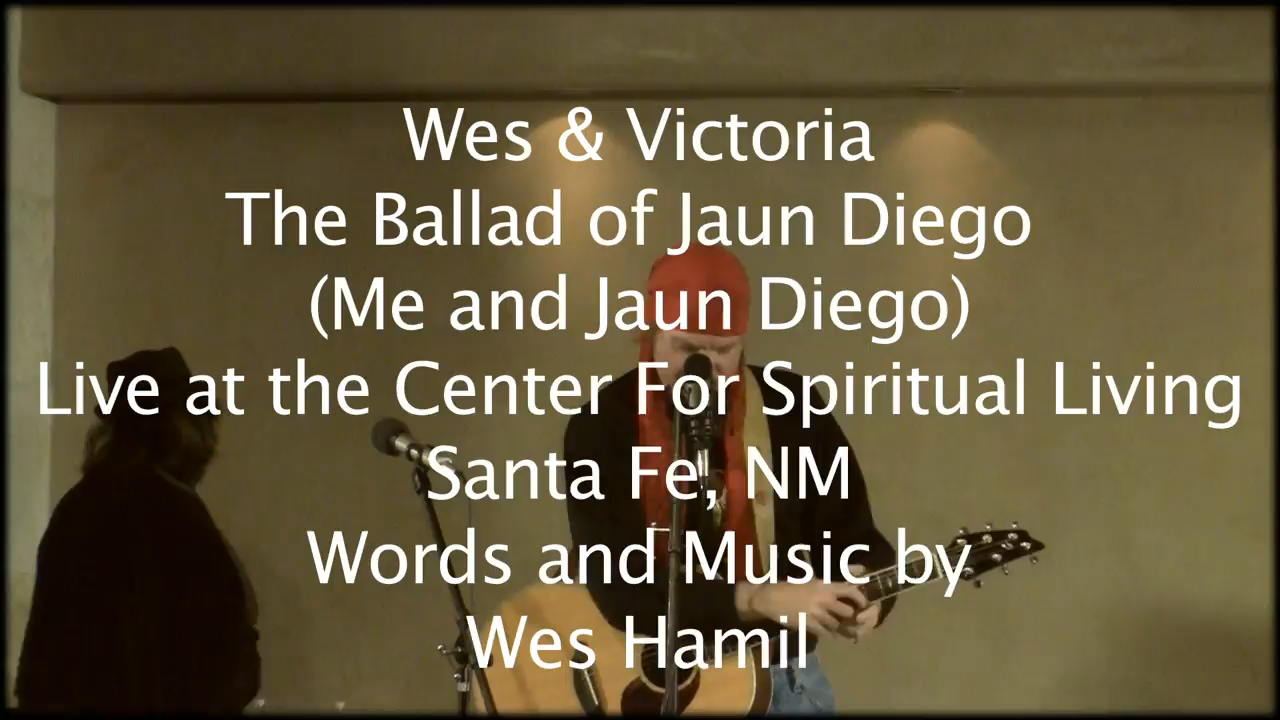 Wes & Victoria
The Ballad of Jaun Diego
(Me and Jaun Diego)
Live at the Center For Spiritual Living
Santa Fe, NM
Words and Music by
Wes Hamil